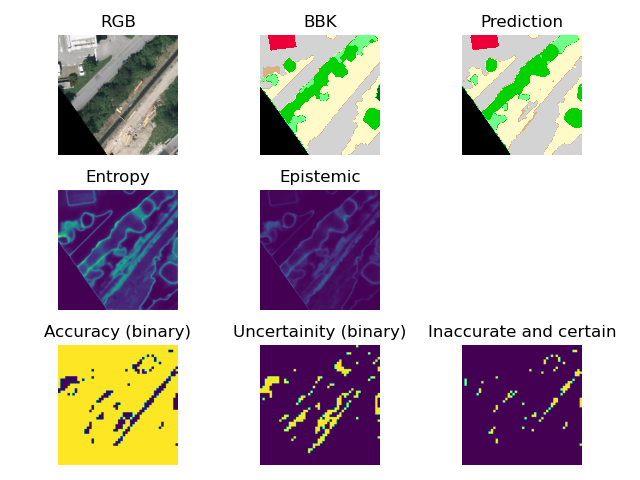 RGB
BBK
Prediction
Entropy
Epistemic
Accuracy (binary)
Uncertainity (binary)
Inaccurate and certain